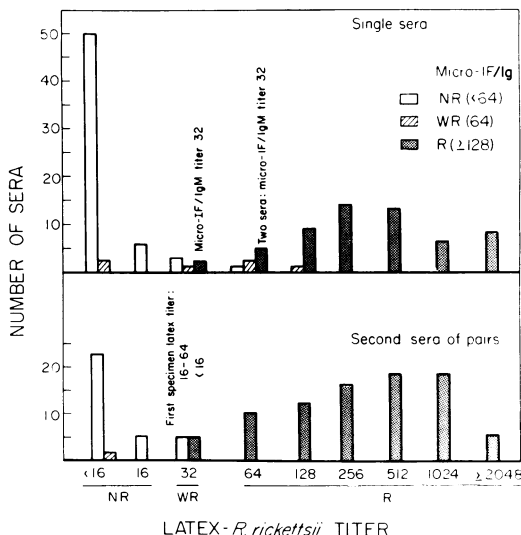 Single sera
50
40
30
20
10
NUMBER OF SERA
Micro-IF/Ig
NR (<64)
WR (64)
R (≥128)
Micro-IF/IgM titer 32
Two sera: micro-IF/IgM titer 32
Second sera of pairs
20
10
First specimen latex titer:
16-64
<16
<16 16 32 64 128 256 512 1024 ≥2048
NR WR R
LATEX-R. rickettsii TITER